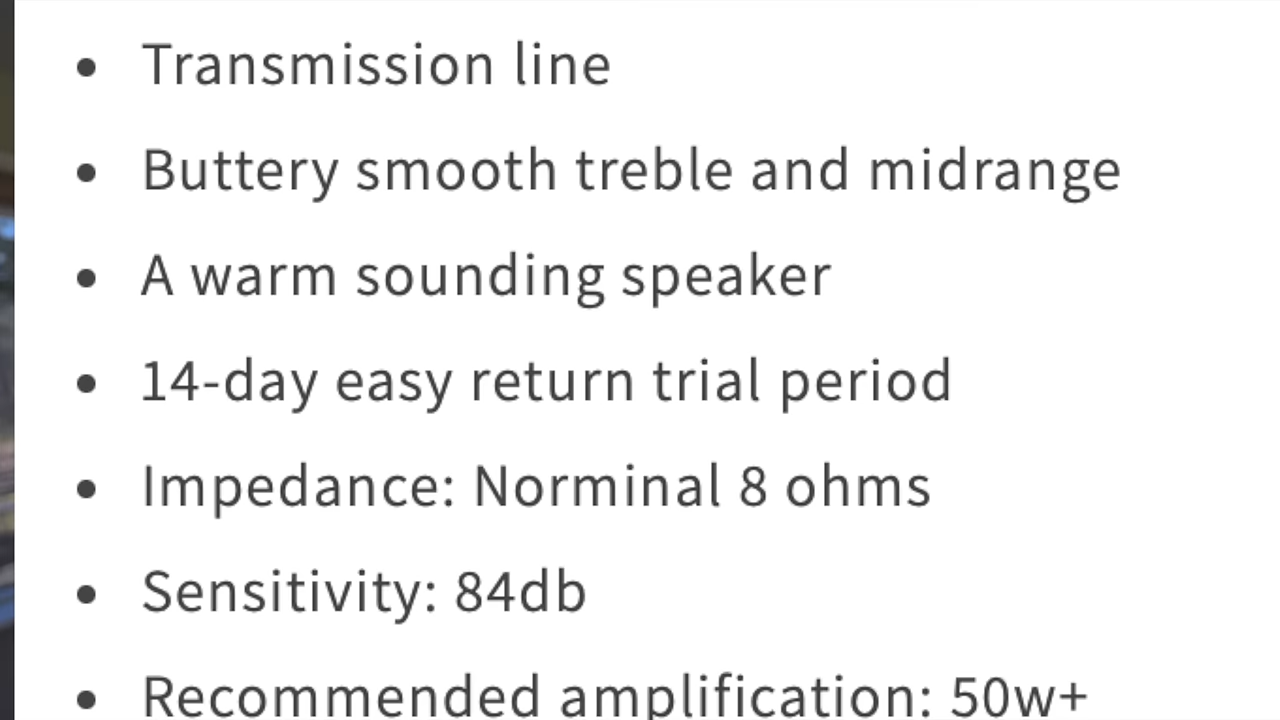 • Transmission line
• Buttery smooth treble and midrange
• A warm sounding speaker
• 14-day easy return trial period
• Impedance: Norminal 8 ohms
• Sensitivity: 84db
• Recommended amplification: 50w+